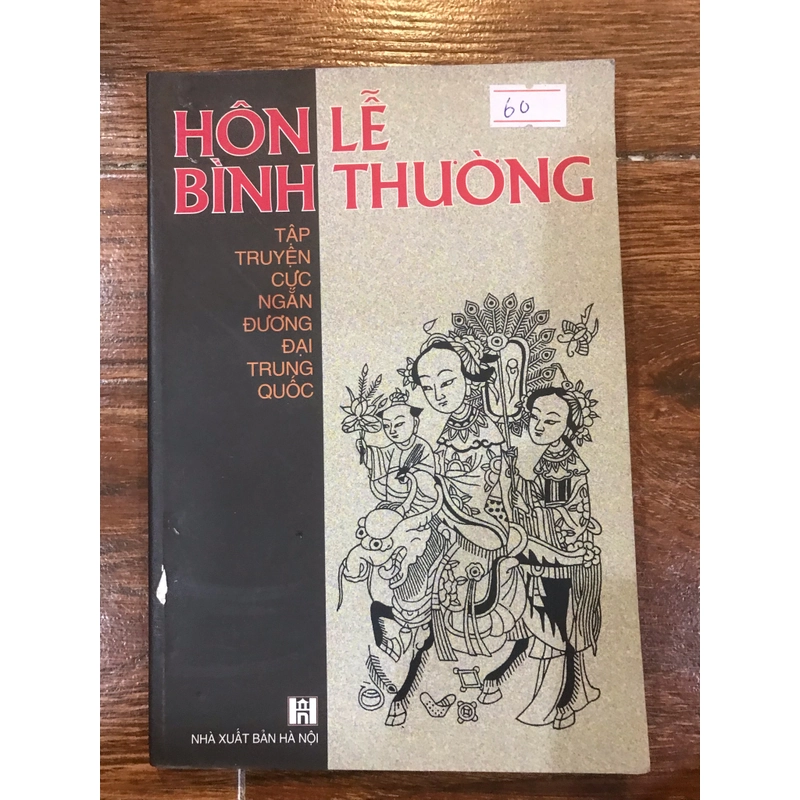 HÔN LỄ
BÌNH THƯỜNG
60
TẬP
TRUYỆN
CỰC
NGẮN
ĐƯƠNG
ĐẠI
TRUNG
QUỐC
NHÀ XUẤT BẢN HÀ NỘI